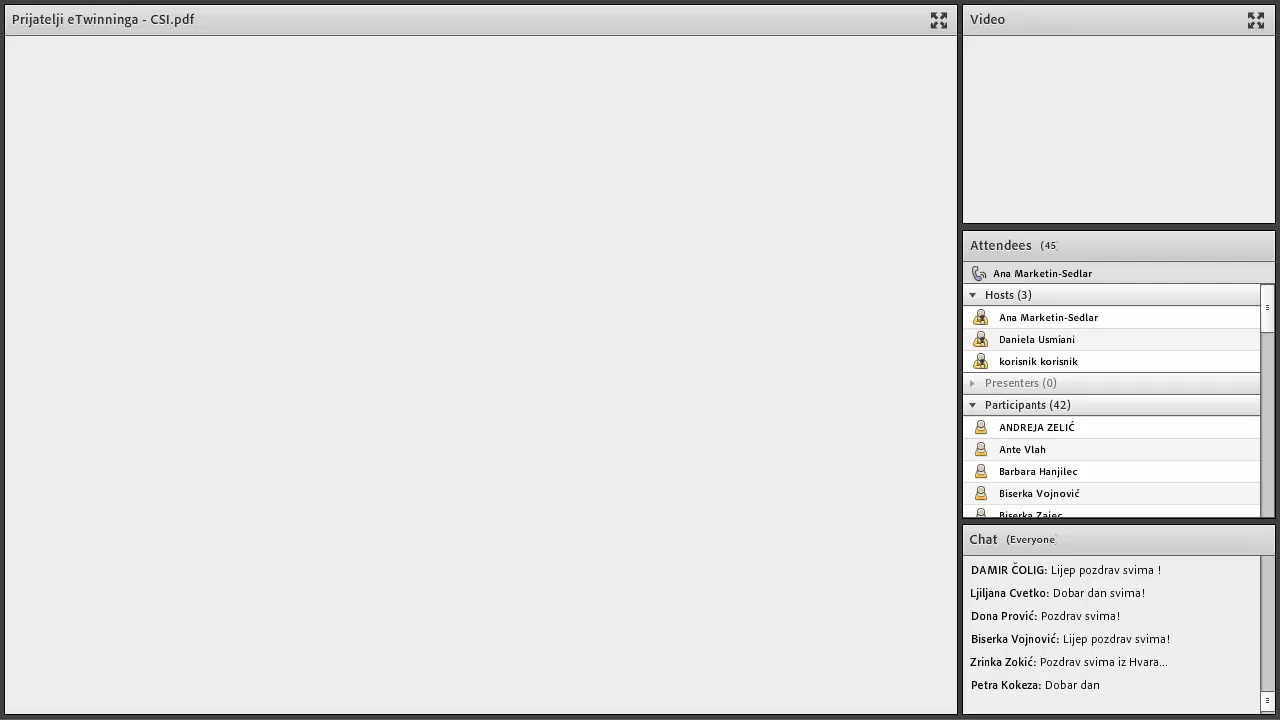 Prijatelji eTwinninga - CSI.pdf
Video
Attendees (45)
Ana Marketin-Sedlar
Hosts (3)
Ana Marketin-Sedlar
Daniela Usmiani
korisnik korisnik
Presenters (0)
Participants (42)
ANDREJA ZELIĆ
Ante Vlah
Barbara Hanjilec
Biserka Vojnović
Biserka Zajec
Chat (Everyone)
DAMIR ČOLIG: Lijep pozdrav svima !
Ljiljana Cvetko: Dobar dan svima!
Dona Prović: Pozdrav svima!
Biserka Vojnović: Lijep pozdrav svima!
Zrinka Zokić: Pozdrav svima iz Hvara...
Petra Kokeza: Dobar dan